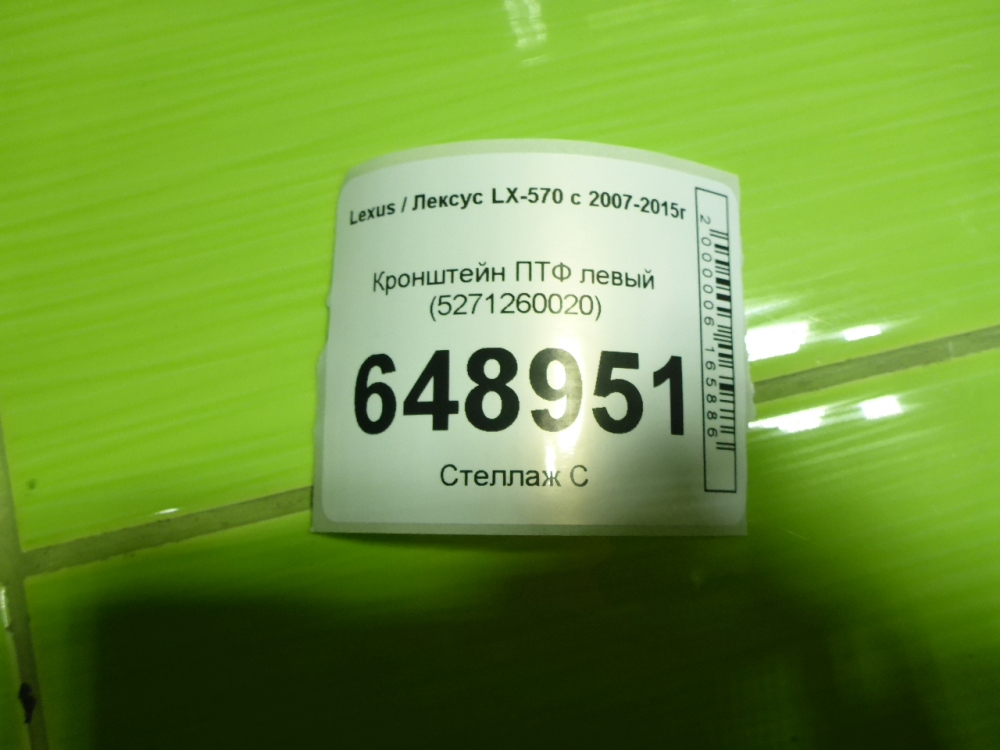 Lexus / Лексус LX-570 с 2007-2015г
Кронштейн ПТФ левый
(5271260020)
648951
Стеллаж С
2000006165886